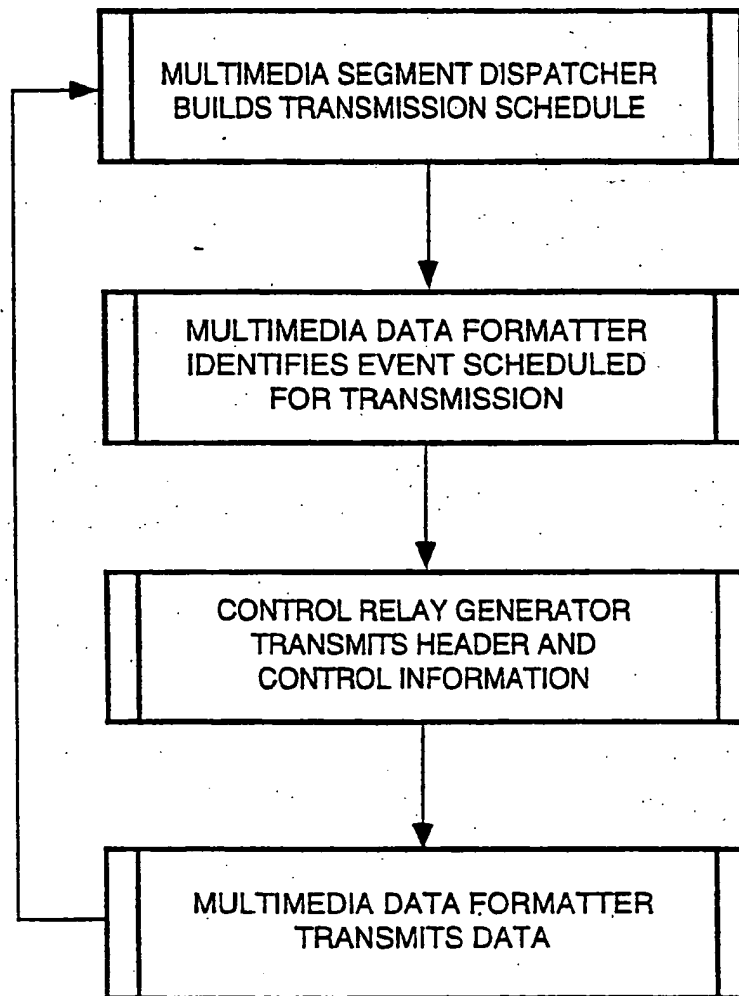 MULTIMEDIA SEGMENT DISPATCHER
BUILDS TRANSMISSION SCHEDULE
MULTIMEDIA DATA FORMATTER
IDENTIFIES EVENT SCHEDULED
FOR TRANSMISSION
CONTROL RELAY GENERATOR
TRANSMITS HEADER AND
CONTROL INFORMATION
MULTIMEDIA DATA FORMATTER
TRANSMITS DATA